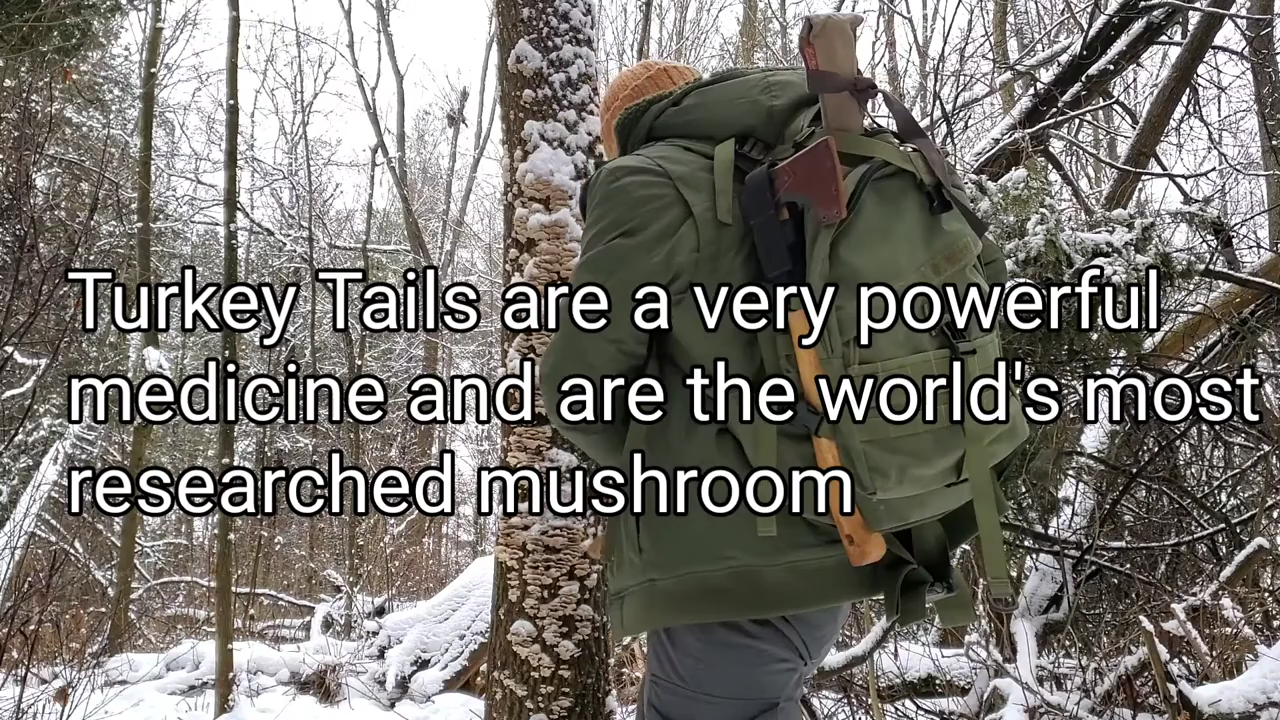 Turkey Tails are a very powerful
medicine and are the world's most
researched mushroom